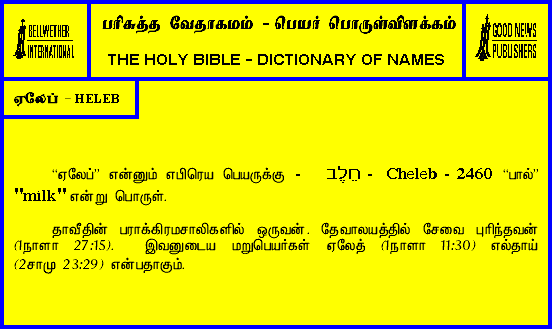 BELLWETHER
INTERNATIONAL
பரிசுத்த வேதாகமம் - பெயர் பொருள்விளக்கம்
THE HOLY BIBLE - DICTIONARY OF NAMES
GOOD NEWS
PUBLISHERS
ஏலேப் - HELEB
“ஏலேப்” என்னும் எபிரெய பெயருக்கு - חֵלֶב - Cheleb - 2460 “பால்”
"milk" என்று பொருள்.
தாவீதின் பராக்கிரமசாலிகளில் ஒருவன். தேவாலயத்தில் சேவை புரிந்தவன்
(1நாளா 27:15). இவனுடைய மறுபெயர்கள் ஏலேத் (1நாளா 11:30) எல்தாய்
(2சாமு 23:29) என்பதாகும்.